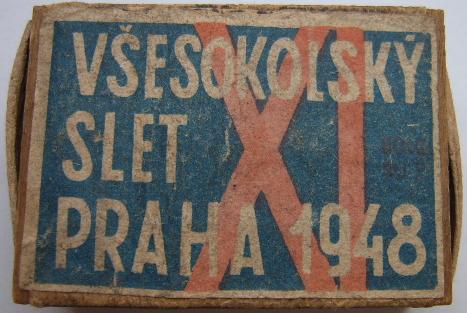 XI
VŠESOKOLSKÝ
SLET
PRAHA 1948